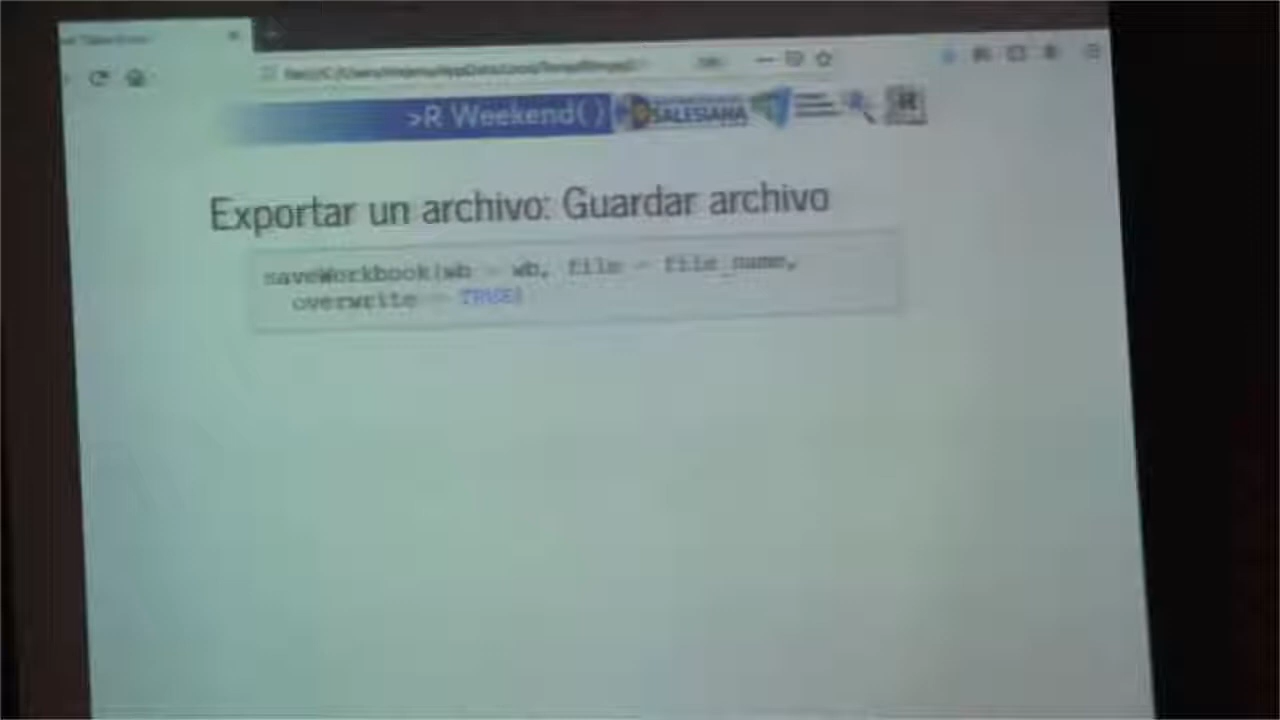 >R Weekend()
SALESIANA
Exportar un archivo: Guardar archivo
saveWorkbook(wb = wb, file = file_name,
overwrite = TRUE)